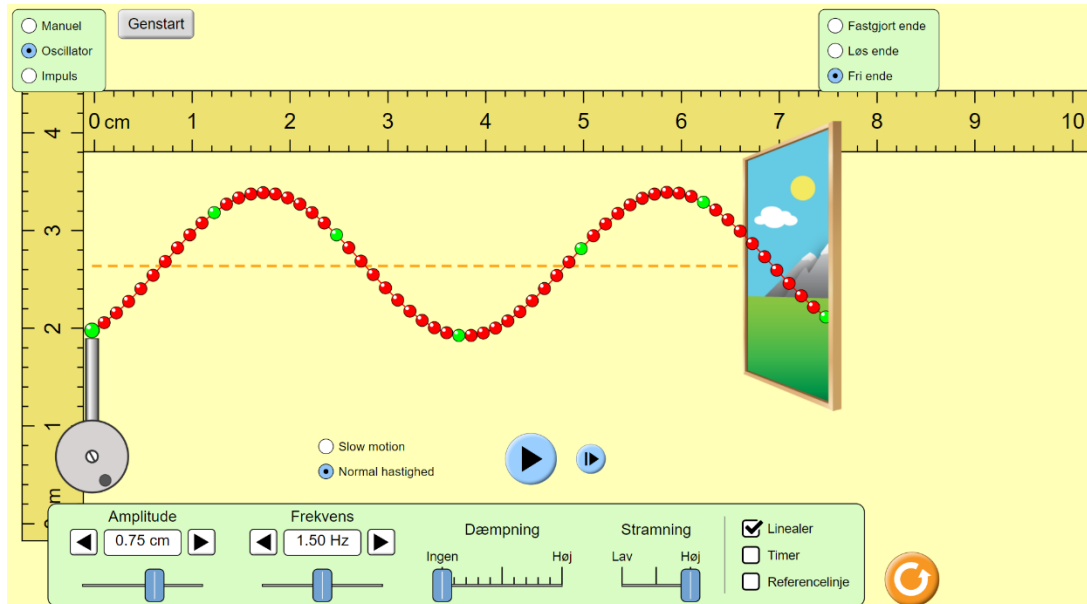 Manuel
Oscillator
Impuls
Genstart
Fastgjort ende
Løs ende
Fri ende
0 cm 1 2 3 4 5 6 7 8 9 10
4
3
2
1
Slow motion
Normal hastighed
Amplitude
0.75 cm
Frekvens
1.50 Hz
Dæmpning
Ingen Høj
Stramning
Lav Høj
Linealer
Timer
Referencelinje